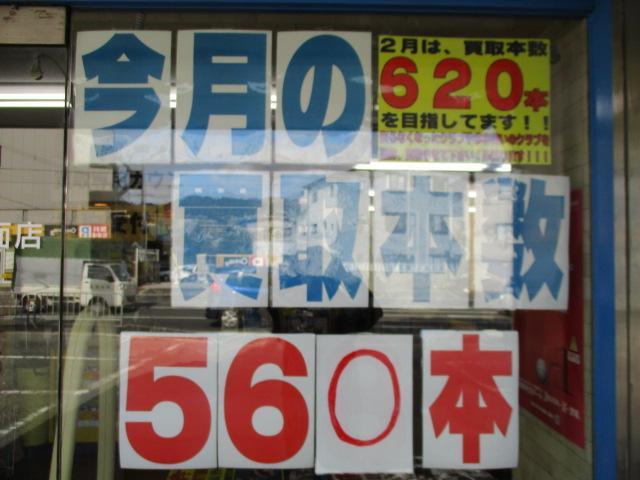 今月の
2月は、買取本数
620本
を目指してます！！
買取本数
560本
店